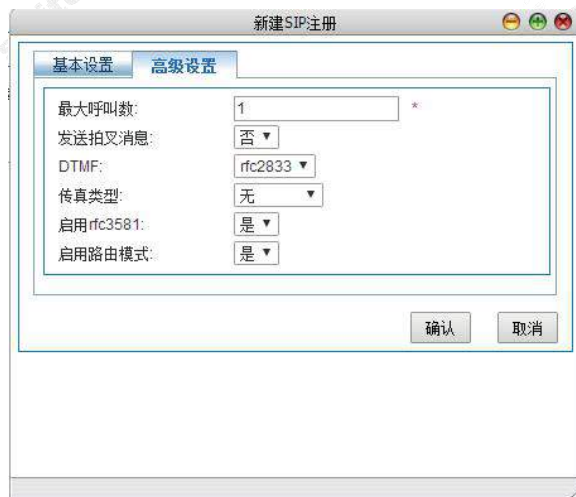 新建SIP注册
基本设置 高级设置
最大呼叫数: 1 *
发送拍叉消息: 否
DTMF: rfc2833
传真类型: 无
启用rfc3581: 是
启用路由模式: 是
确认 取消